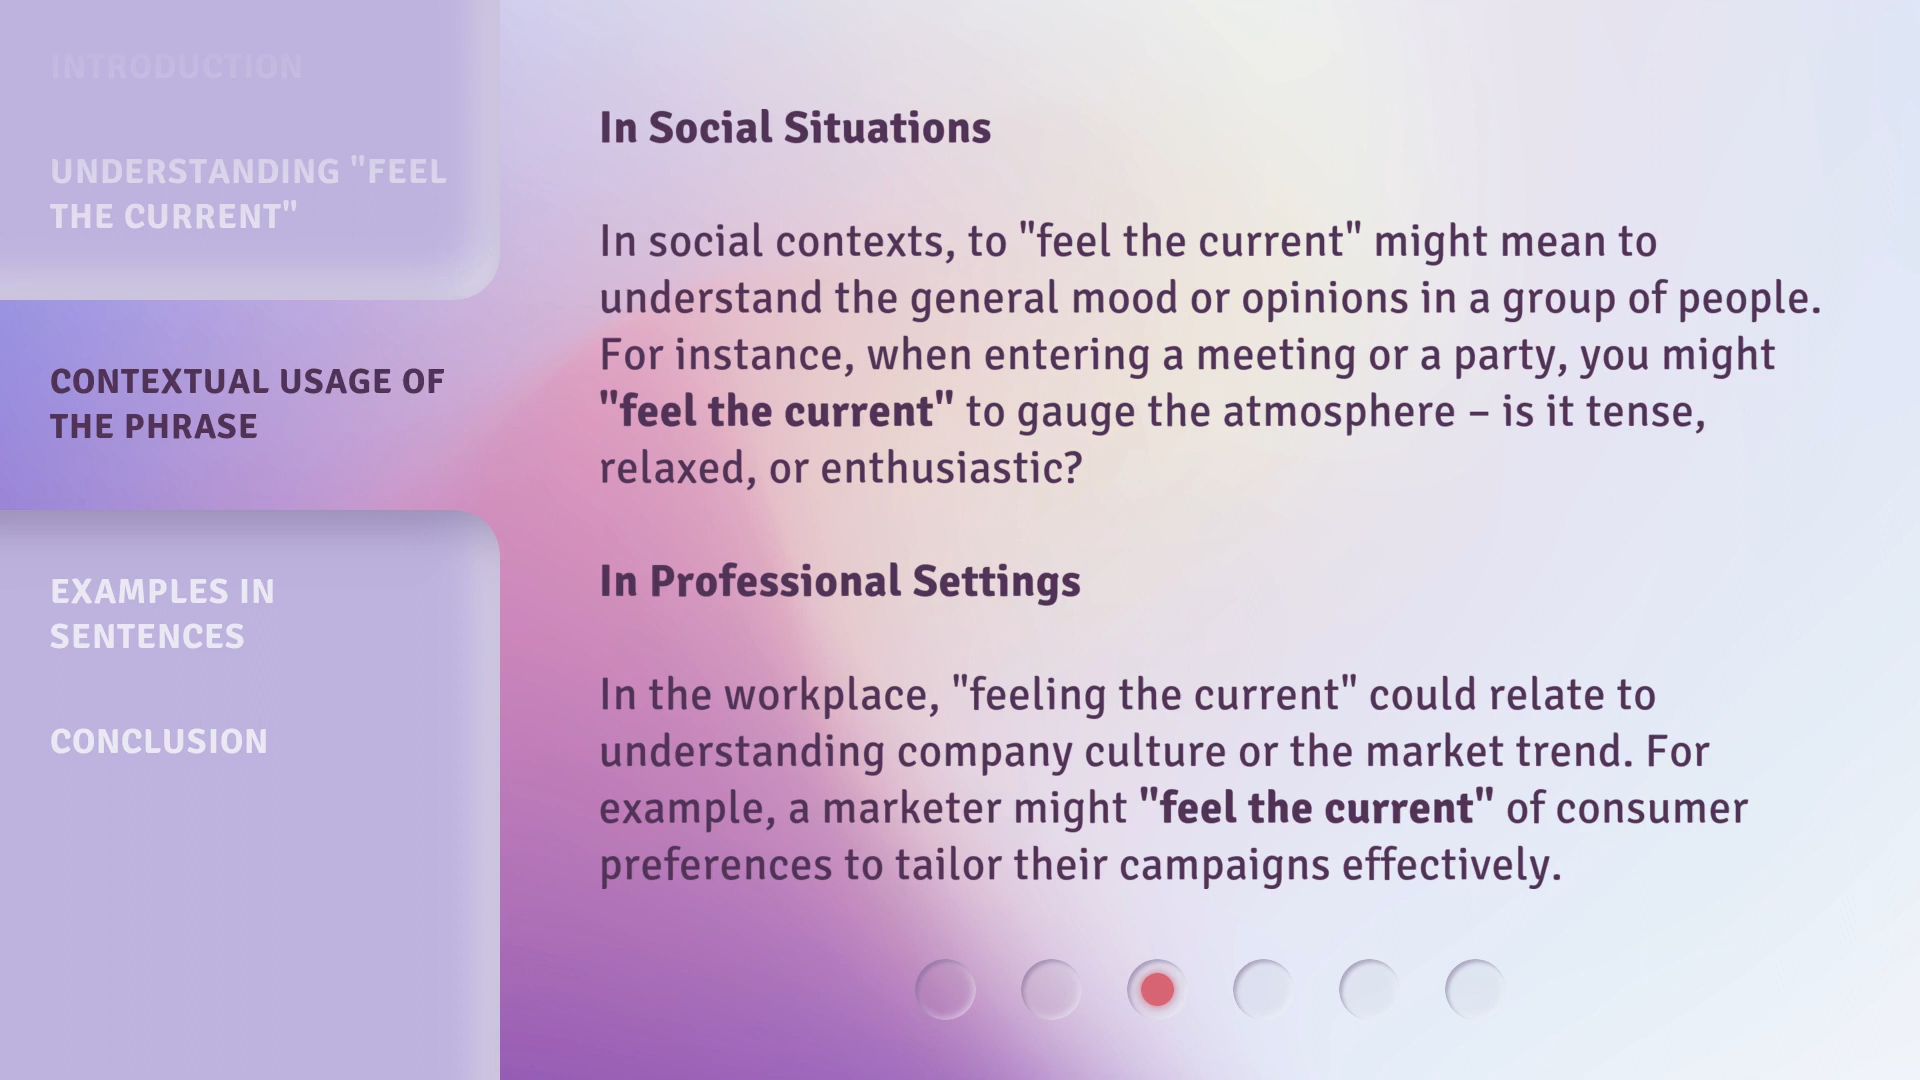 INTRODUCTION
UNDERSTANDING "FEEL
THE CURRENT"
CONTEXTUAL USAGE OF
THE PHRASE
EXAMPLES IN
SENTENCES
CONCLUSION
In Social Situations
In social contexts, to "feel the current" might mean to
understand the general mood or opinions in a group of people.
For instance, when entering a meeting or a party, you might
"feel the current" to gauge the atmosphere – is it tense,
relaxed, or enthusiastic?
In Professional Settings
In the workplace, "feeling the current" could relate to
understanding company culture or the market trend. For
example, a marketer might "feel the current" of consumer
preferences to tailor their campaigns effectively.